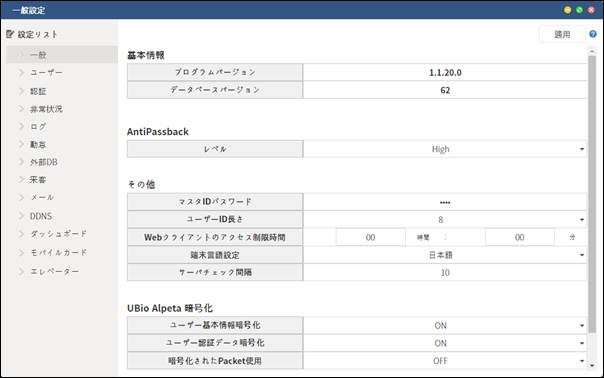 一般設定
設定リスト
適用
一般
ユーザー
認証
非常状況
ログ
勤怠
外部DB
来客
メール
DDNS
ダッシュボード
モバイルカード
エレベーター
基本情報
プログラムバージョン 1.1.20.0
データベースバージョン 62
AntiPassback
レベル High
その他
マスタIDパスワード ••••
ユーザーID長さ 8
Webクライアントのアクセス制限時間 00 時間 : 00 分
端末言語設定 日本語
サーバチェック間隔 10
UBio Alpeta 暗号化
ユーザー基本情報暗号化 ON
ユーザー認証データ暗号化 ON
暗号化されたPacket使用 OFF